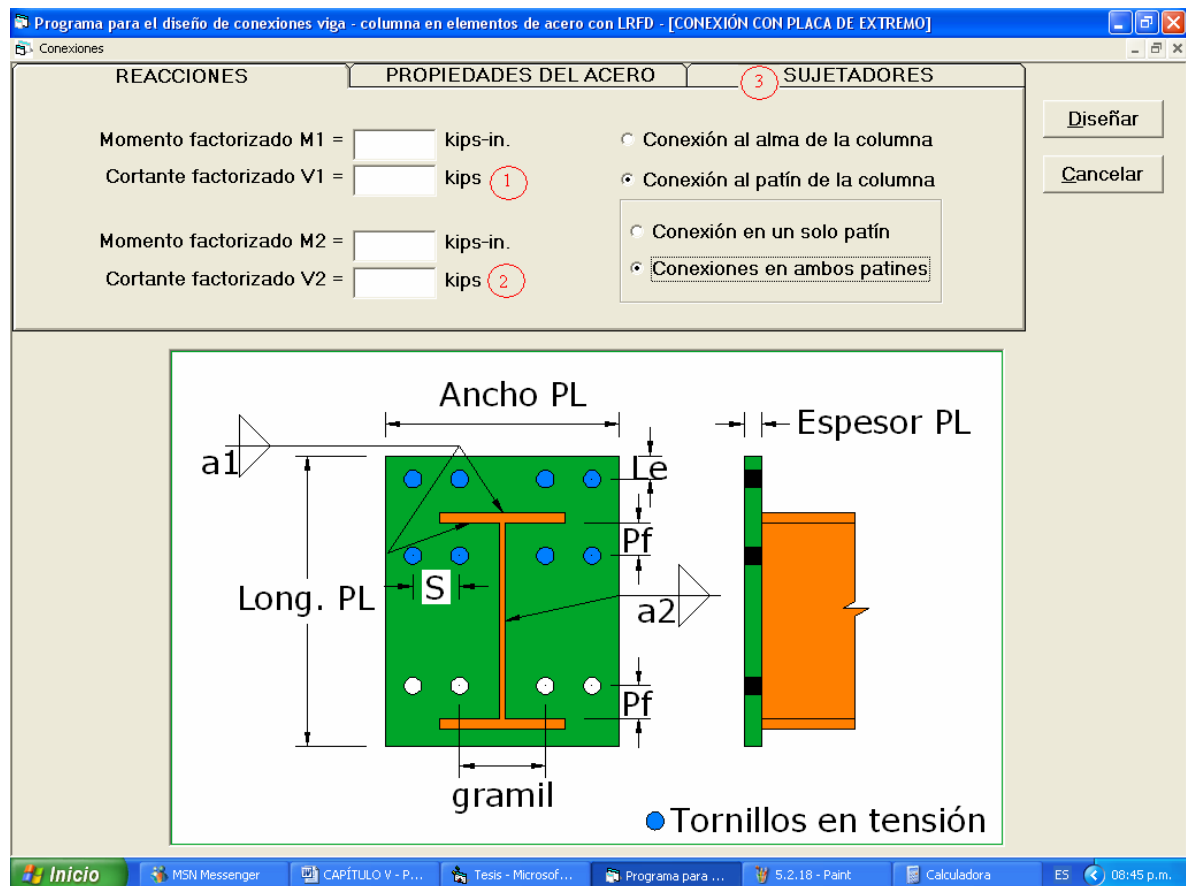 Programa para el diseño de conexiones viga - columna en elementos de acero con LRFD - [CONEXIÓN CON PLACA DE EXTREMO]
Conexiones
REACCIONES
PROPIEDADES DEL ACERO
3
SUJETADORES
Momento factorizado M1 = kips-in.
Cortante factorizado V1 = kips 1
Momento factorizado M2 = kips-in.
Cortante factorizado V2 = kips 2
Conexión al alma de la columna
Conexión al patín de la columna
Conexión en un solo patín
Conexiones en ambos patines
Diseñar
Cancelar
Ancho PL
Espesor PL
a1
Le
Pf
S
Long. PL
a2
Pf
gramil
Tornillos en tensión
Inicio
MSN Messenger
CAPÍTULO V - P...
Tesis - Microsof...
Programa para ...
5.2.18 - Paint
Calculadora
ES
08:45 p.m.